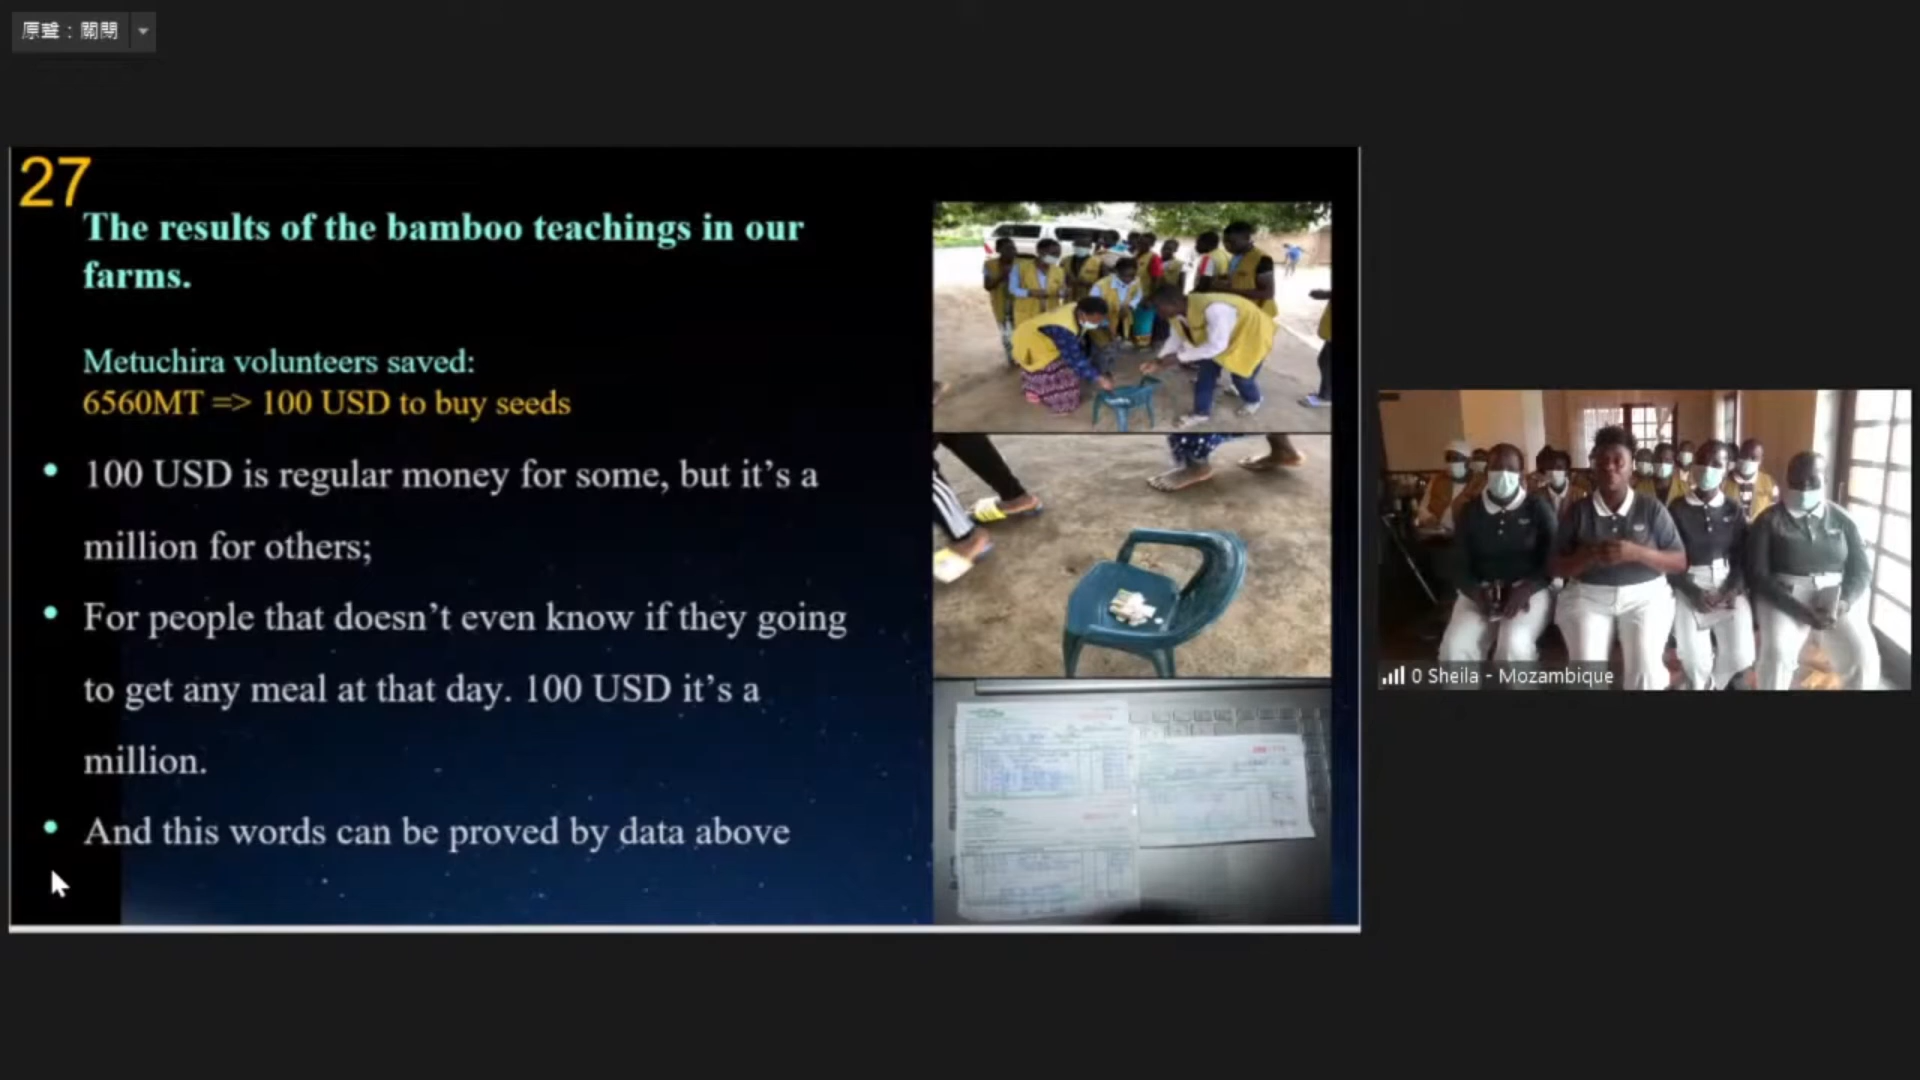 原聲：關閉
27
The results of the bamboo teachings in our
farms.
Metuchira volunteers saved:
6560MT => 100 USD to buy seeds
• 100 USD is regular money for some, but it’s a
million for others;
• For people that doesn’t even know if they going
to get any meal at that day. 100 USD it’s a
million.
• And this words can be proved by data above
0 Sheila - Mozambique